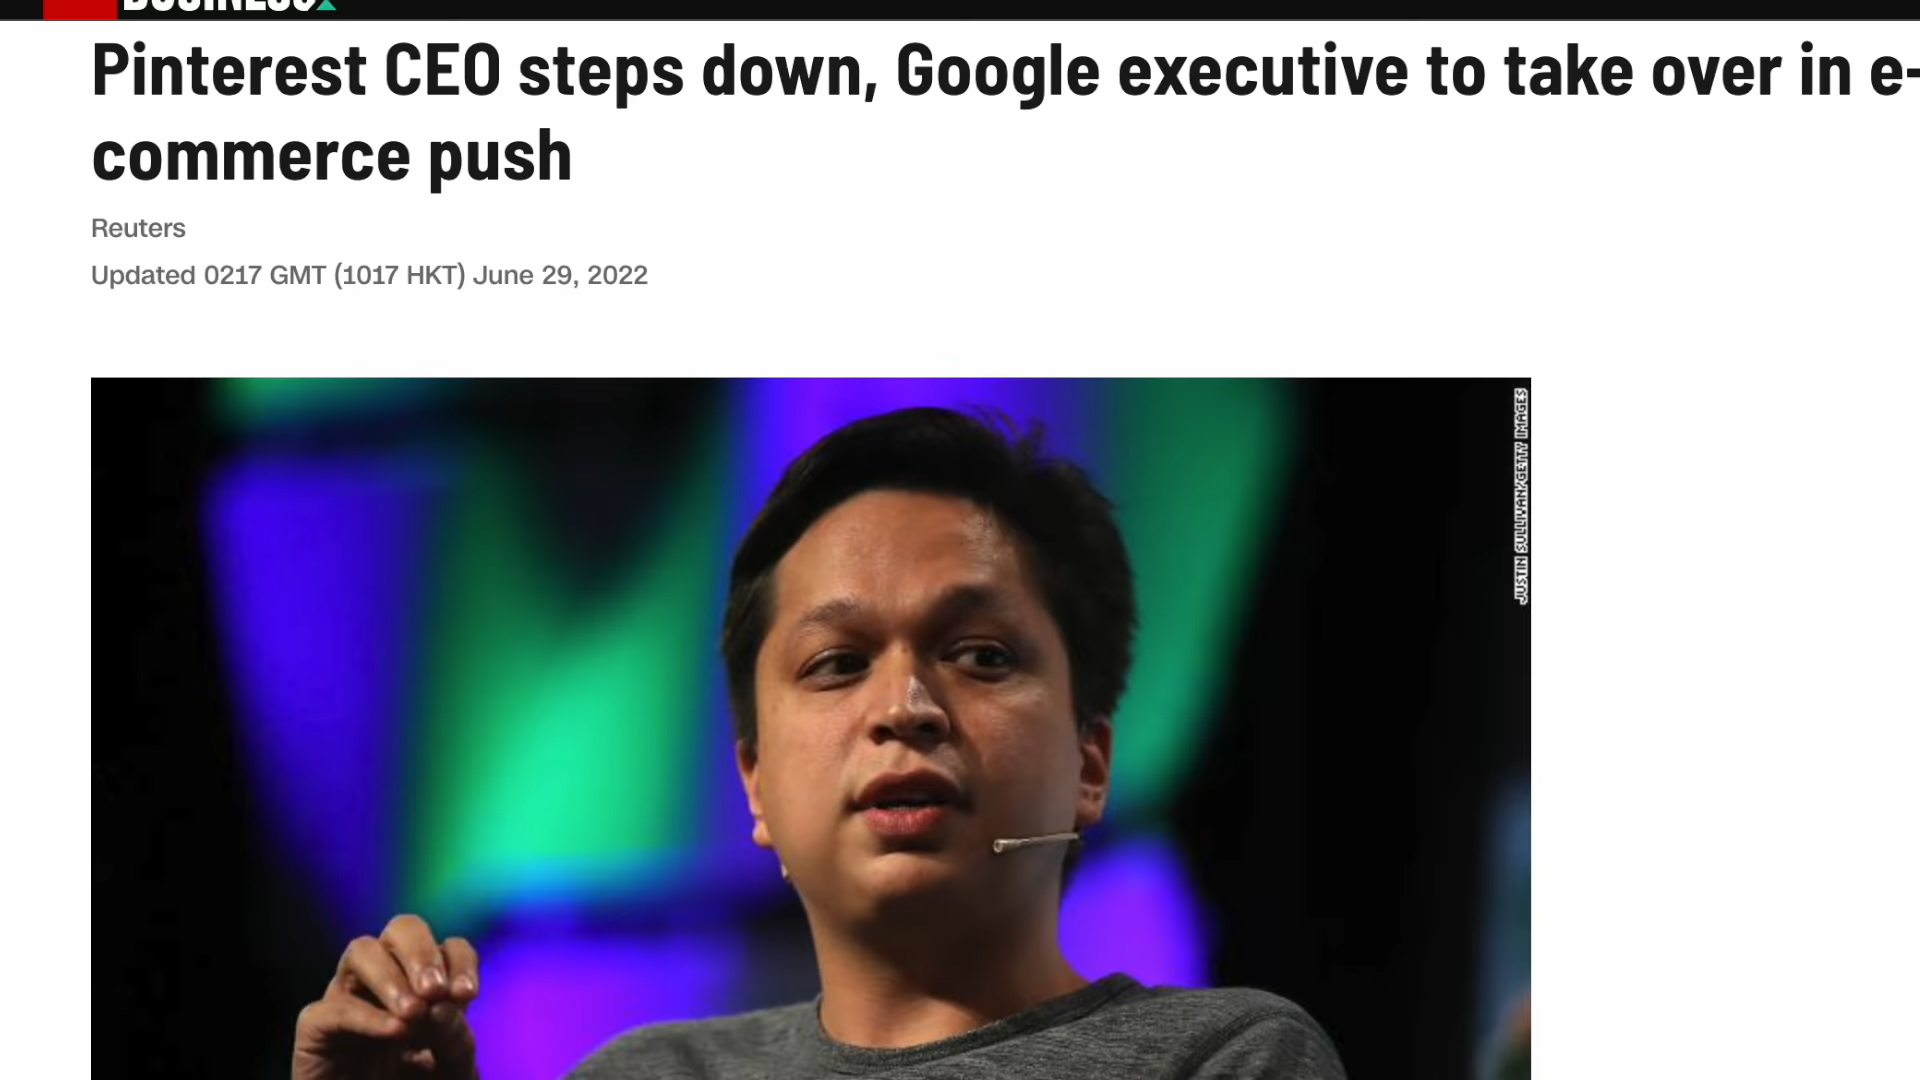 BUSINESS
Pinterest CEO steps down, Google executive to take over in e-
commerce push
Reuters
Updated 0217 GMT (1017 HKT) June 29, 2022
JUSTIN SULLIVAN/GETTY IMAGES